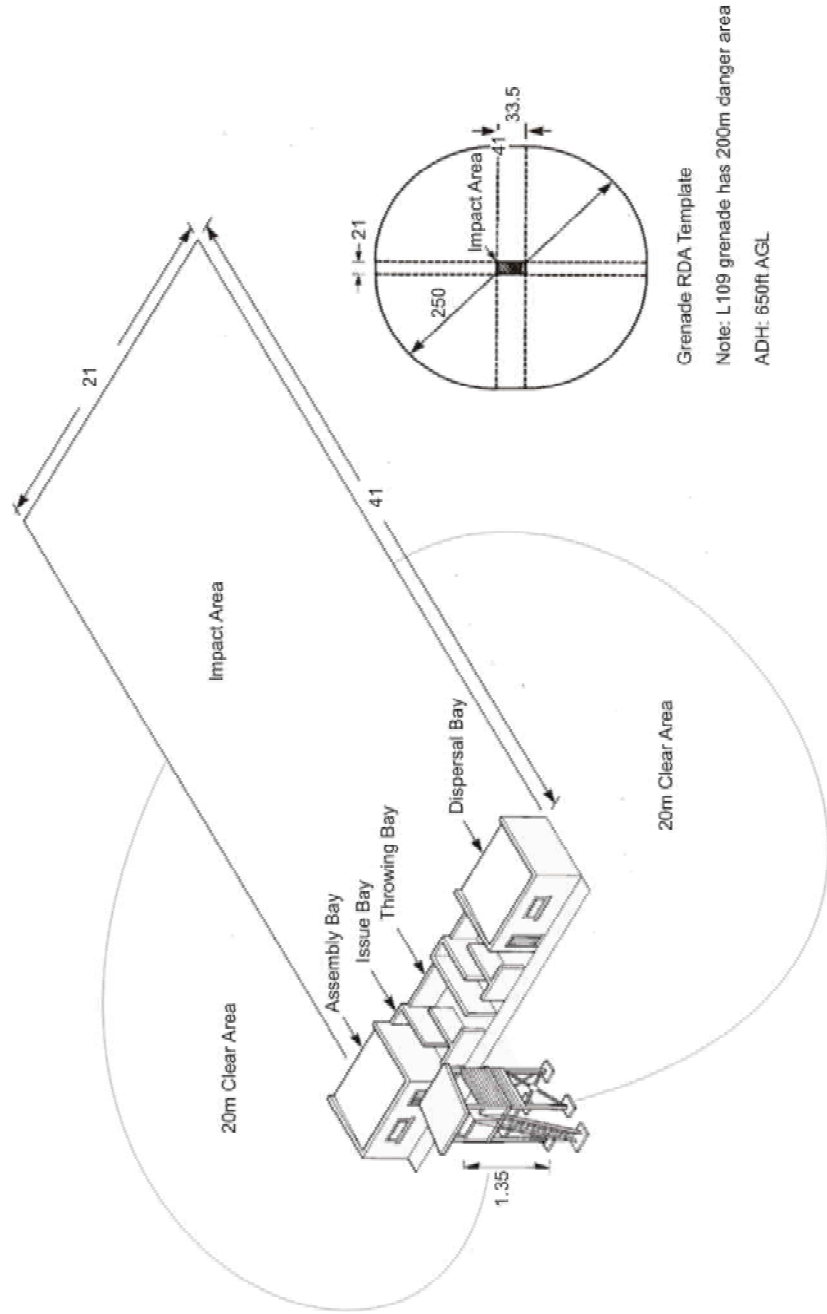 21
Impact Area
41
20m Clear Area
Assembly Bay
Issue Bay
Throwing Bay
Dispersal Bay
20m Clear Area
1.35
21
Impact Area
41
33.5
250
Grenade RDA Template
Note: L109 grenade has 200m danger area
ADH: 650ft AGL